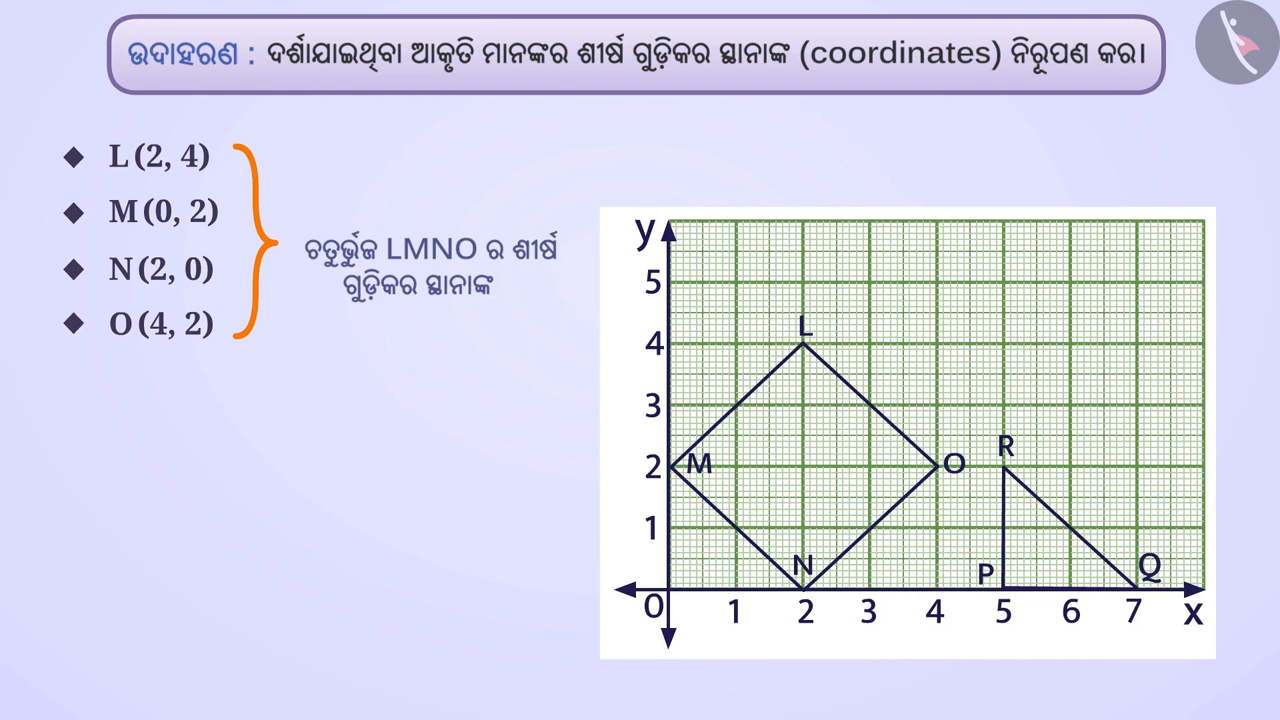 ଉଦାହରଣ : ଦର୍ଶାଯାଇଥିବା ଆକୃତି ମାନଙ୍କର ଶୀର୍ଷ ଗୁଡ଼ିକର ସ୍ଥାନାଙ୍କ (coordinates) ନିରୂପଣ କର।
L(2, 4)
M(0, 2)
N(2, 0)
O(4, 2)
ଚତୁର୍ଭୁଜ LMNO ର ଶୀର୍ଷ
ଗୁଡ଼ିକର ସ୍ଥାନାଙ୍କ
y
5
4
3
2
1
0
1 2 3 4 5 6 7 x
L
M
O
N
R
P
Q